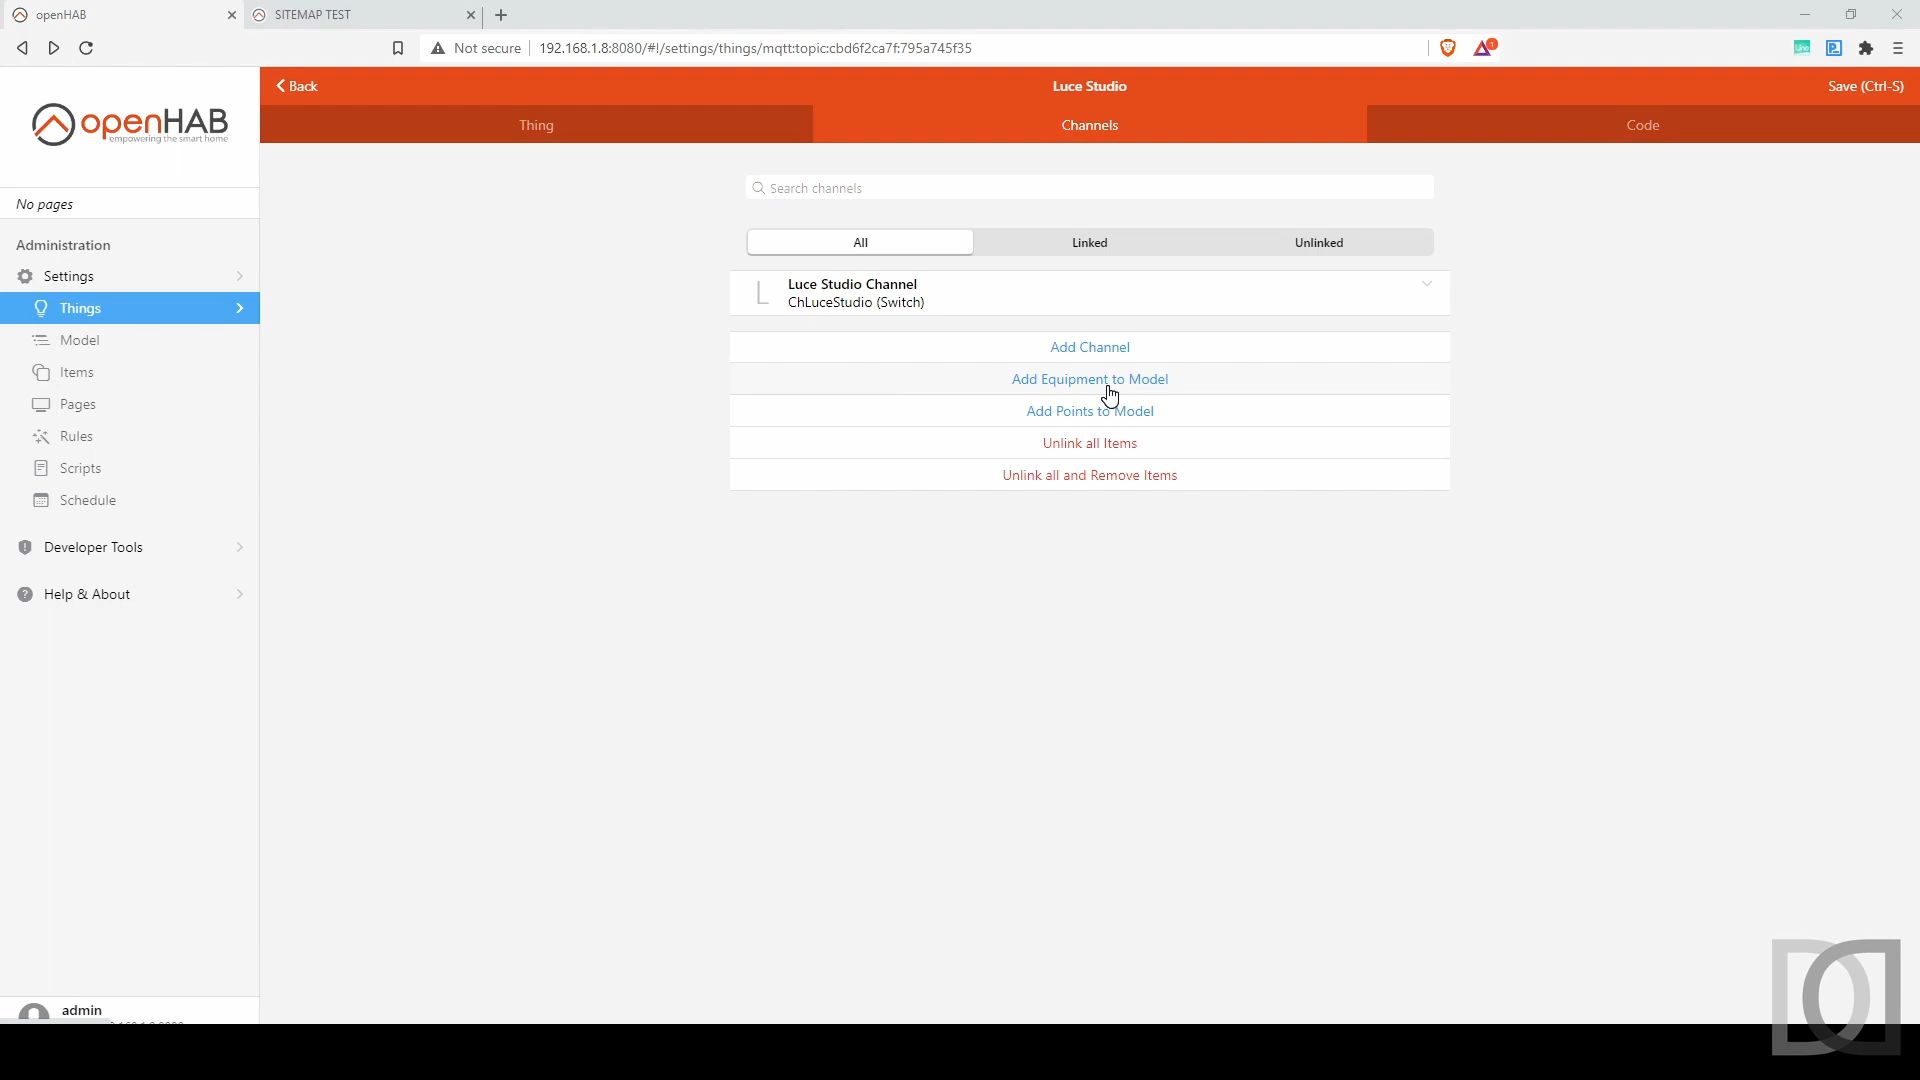 openHAB
SITEMAP TEST
Not secure
192.168.1.8:8080/#!/settings/things/mqtt:topic:cbd6f2ca7f:795a745f35
1
openHAB
empowering the smart home
Back
Luce Studio
Save (Ctrl-S)
Thing
Channels
Code
No pages
Search channels
Administration
All
Linked
Unlinked
Settings
Luce Studio Channel
ChLuceStudio (Switch)
L
Things
Model
Add Channel
Items
Add Equipment to Model
Pages
Add Points to Model
Rules
Unlink all Items
Scripts
Unlink all and Remove Items
Schedule
Developer Tools
Help & About
admin